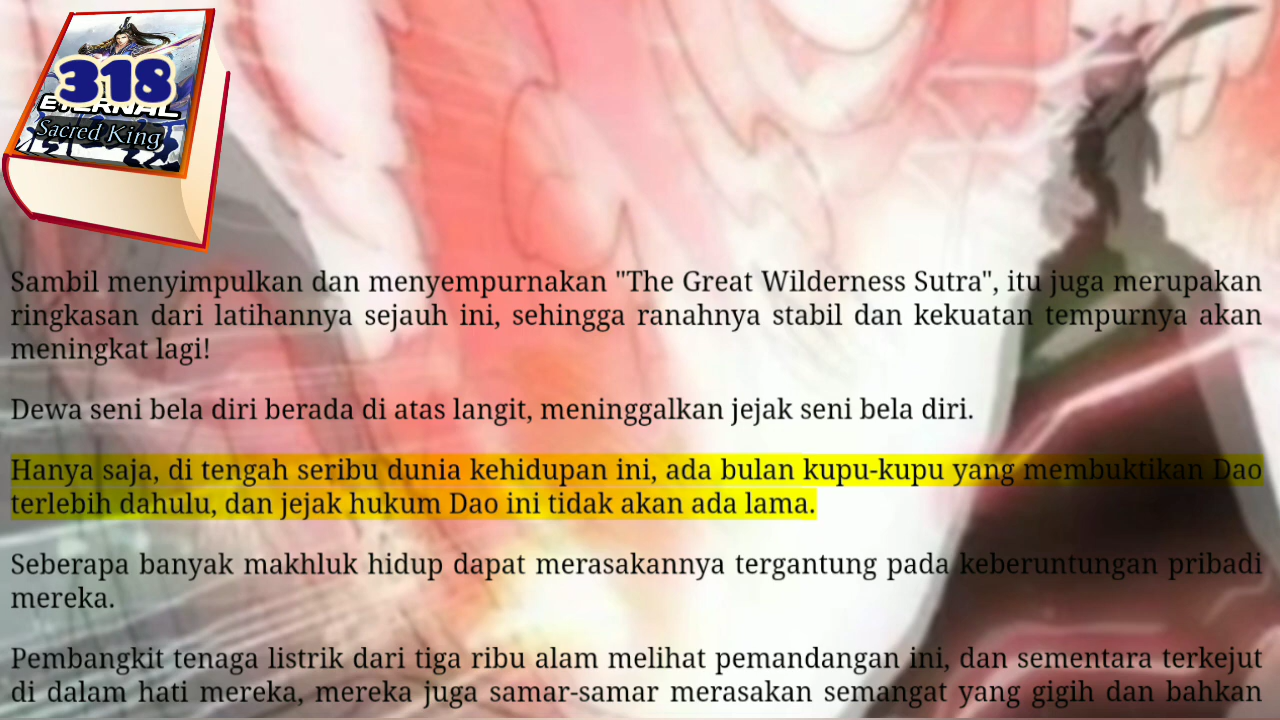 318
ETERNAL
Sacred King
Sambil menyimpulkan dan menyempurnakan "The Great Wilderness Sutra", itu juga merupakan
ringkasan dari latihannya sejauh ini, sehingga ranahnya stabil dan kekuatan tempurnya akan
meningkat lagi!
Dewa seni bela diri berada di atas langit, meninggalkan jejak seni bela diri.
Hanya saja, di tengah seribu dunia kehidupan ini, ada bulan kupu-kupu yang membuktikan Dao
terlebih dahulu, dan jejak hukum Dao ini tidak akan ada lama.
Seberapa banyak makhluk hidup dapat merasakannya tergantung pada keberuntungan pribadi
mereka.
Pembangkit tenaga listrik dari tiga ribu alam melihat pemandangan ini, dan sementara terkejut
di dalam hati mereka, mereka juga samar-samar merasakan semangat yang gigih dan bahkan